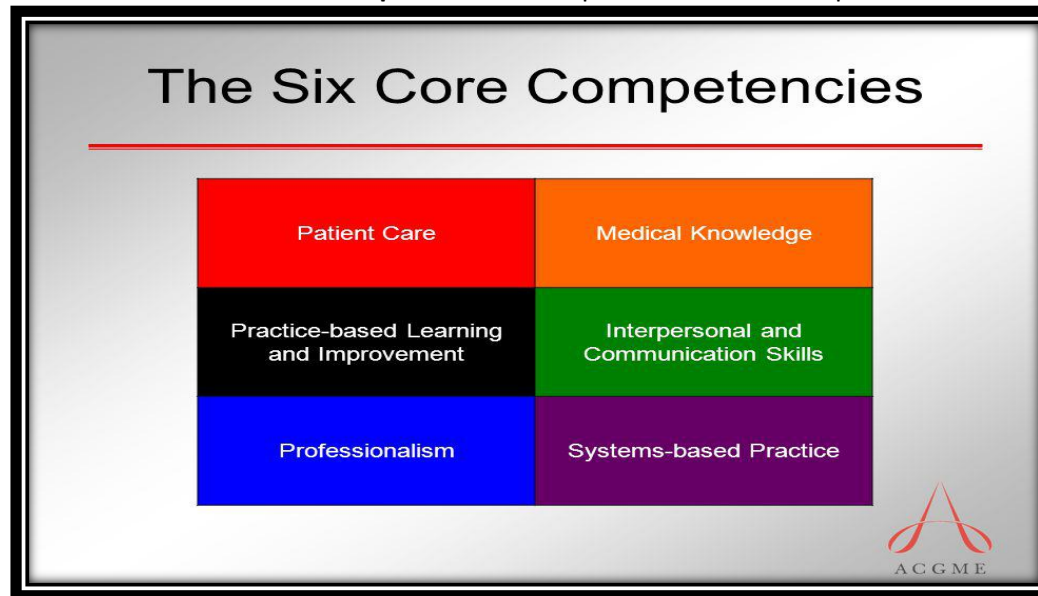 The Six Core Competencies
Patient Care
Medical Knowledge
Practice-based Learning
and Improvement
Interpersonal and
Communication Skills
Professionalism
Systems-based Practice
ACGME